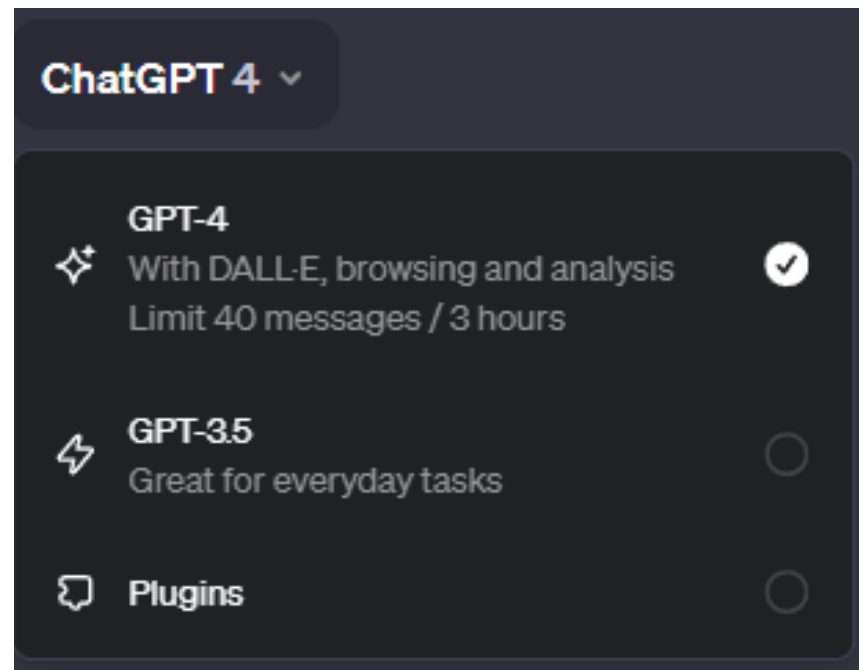 ChatGPT 4
GPT-4
With DALL·E, browsing and analysis
Limit 40 messages / 3 hours
GPT-3.5
Great for everyday tasks
Plugins